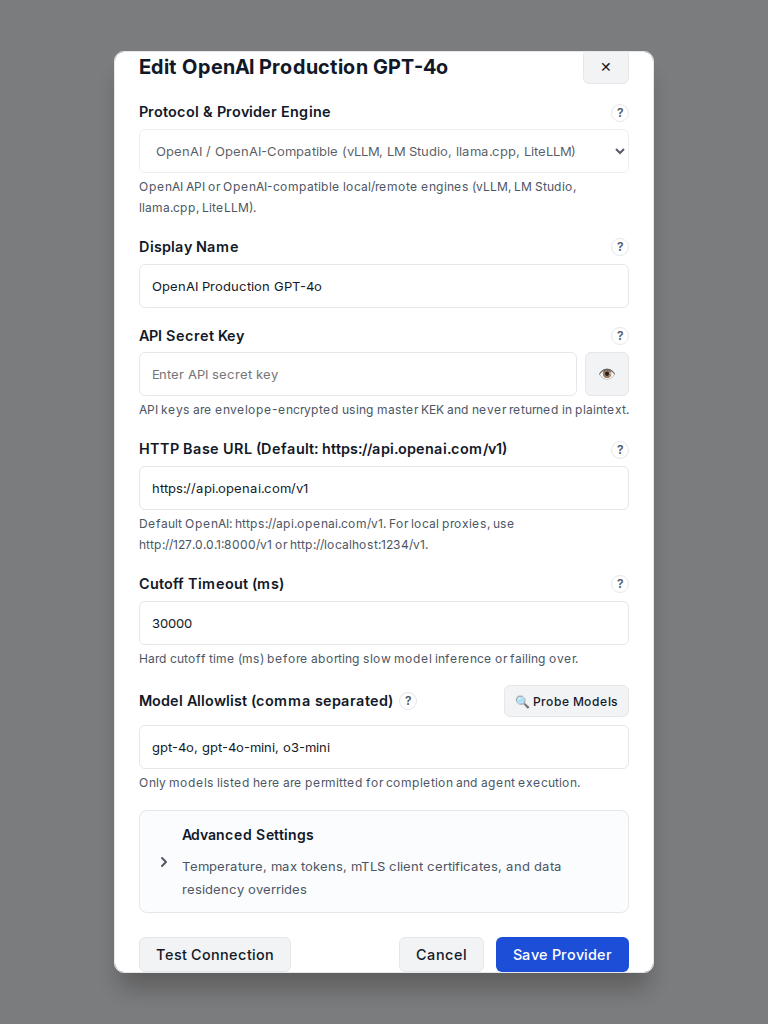 Edit OpenAI Production GPT-4o
✕
Protocol & Provider Engine
?
OpenAI / OpenAI-Compatible (vLLM, LM Studio, llama.cpp, LiteLLM)
OpenAI API or OpenAI-compatible local/remote engines (vLLM, LM Studio,
llama.cpp, LiteLLM).
Display Name
?
OpenAI Production GPT-4o
API Secret Key
?
Enter API secret key
API keys are envelope-encrypted using master KEK and never returned in plaintext.
HTTP Base URL (Default: https://api.openai.com/v1)
?
https://api.openai.com/v1
Default OpenAI: https://api.openai.com/v1. For local proxies, use
http://127.0.0.1:8000/v1 or http://localhost:1234/v1.
Cutoff Timeout (ms)
?
30000
Hard cutoff time (ms) before aborting slow model inference or failing over.
Model Allowlist (comma separated)
?
Probe Models
gpt-4o, gpt-4o-mini, o3-mini
Only models listed here are permitted for completion and agent execution.
Advanced Settings
Temperature, max tokens, mTLS client certificates, and data
residency overrides
Test Connection
Cancel
Save Provider